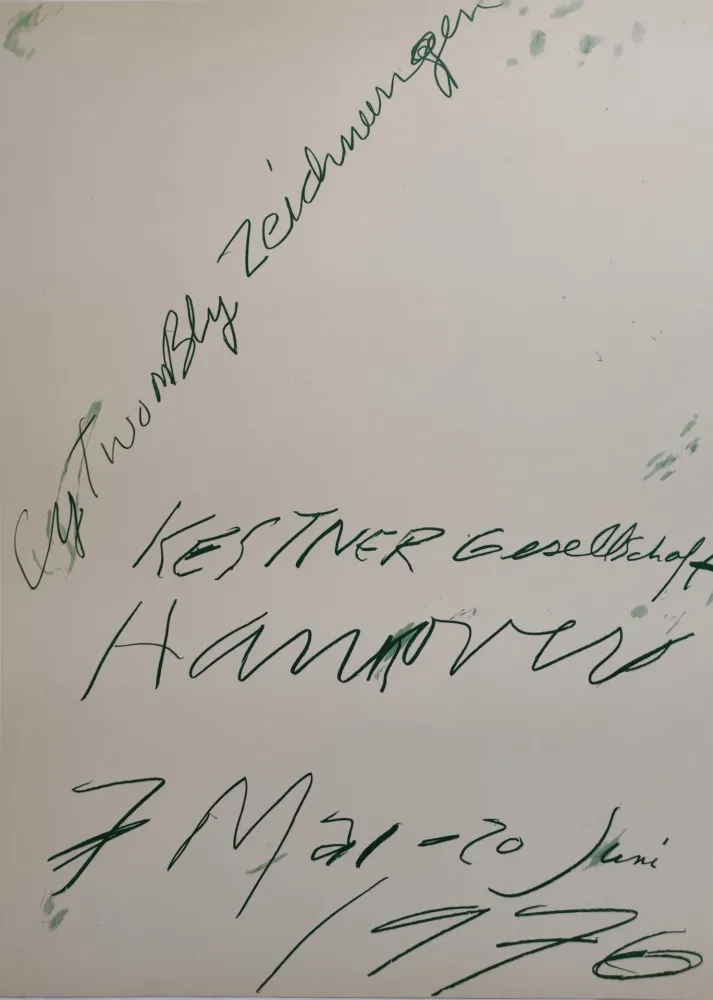 Cy TwomBly Zeichnungen
KESTNER Gesellschaft
Hannover
7 Mai - 20 Juni
1976